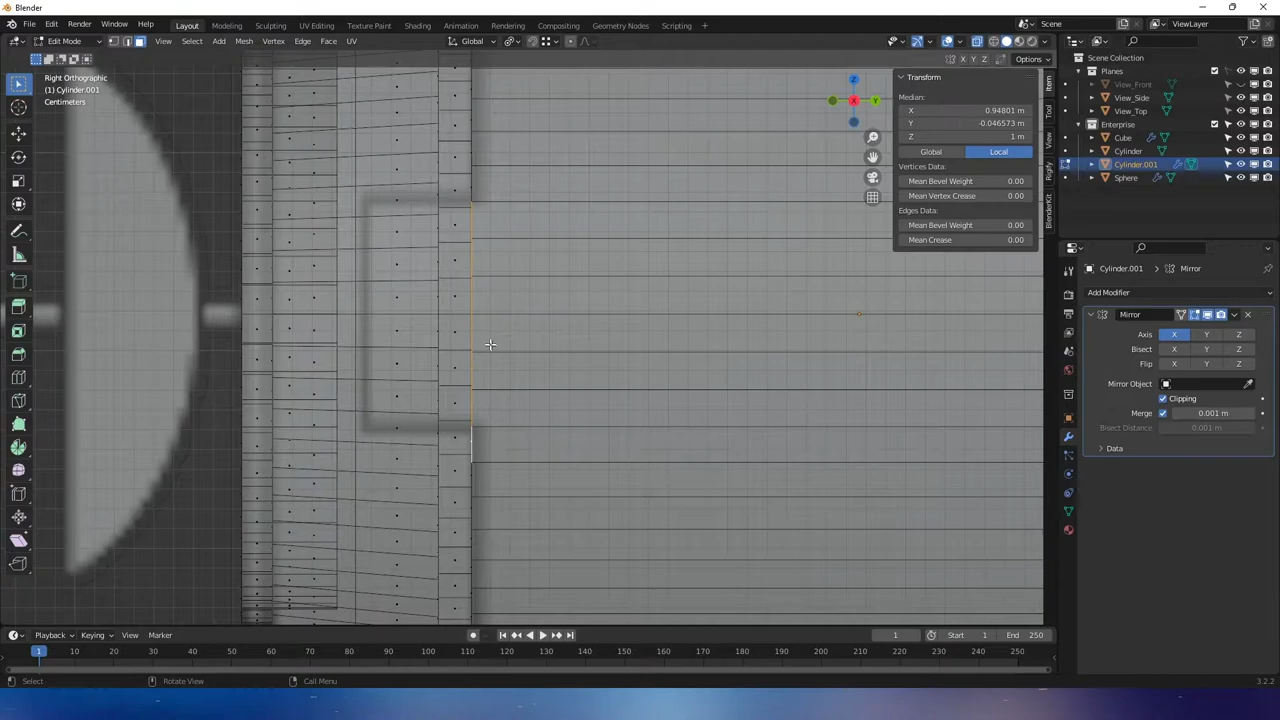 Blender
File Edit Render Window Help
Layout Modeling Sculpting UV Editing Texture Paint Shading Animation Rendering Compositing Geometry Nodes Scripting +
Scene
ViewLayer
Edit Mode
View Select Add Mesh Vertex Edge Face UV
Global
X Y Z
Options
Right Orthographic
(1) Cylinder.001
Centimeters
Z
Y
X
Transform
Median:
X 0.94801 m
Y -0.046573 m
Z 1 m
Global Local
Vertices Data:
Mean Bevel Weight 0.00
Mean Vertex Crease 0.00
Edges Data:
Mean Bevel Weight 0.00
Mean Crease 0.00
Item
Tool
View
Rigify
BlenderKit
Scene Collection
Planes
View_Front
View_Side
View_Top
Enterprise
Cube
Cylinder
Cylinder.001
Sphere
Cylinder.001 > Mirror
Add Modifier
Mirror
Axis X Y Z
Bisect X Y Z
Flip X Y Z
Mirror Object
Clipping
Merge 0.001 m
Bisect Distance 0.001 m
Data
Playback Keying View Marker
1 Start 1 End 250
1 10 20 30 40 50 60 70 80 90 100 110 120 130 140 150 160 170 180 190 200 210 220 230 240 250
Select Rotate View Call Menu
3.2.2